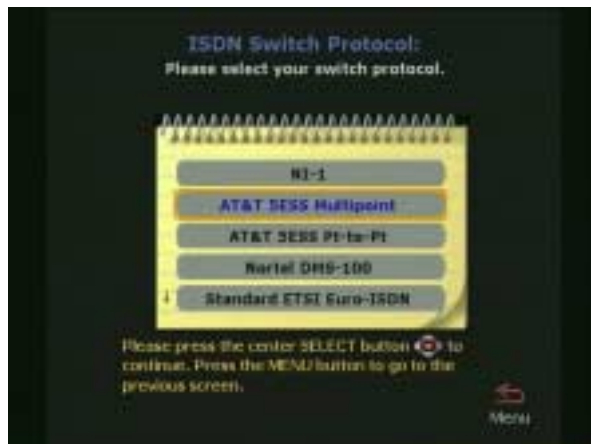 ISDN Switch Protocol:
Please select your switch protocol.
NI-1
AT&T 5ESS Multipoint
AT&T 5ESS Pt-to-Pt
Nortel DMS-100
Standard ETSI Euro-ISDN
Please press the center SELECT button to
continue. Press the MENU button to go to the
previous screen.
Menu